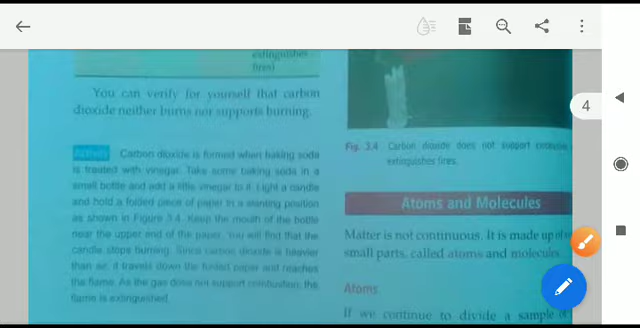 extinguisher
fires)
You can verify for yourself that carbon
dioxide neither burns nor supports burning.
Activity Carbon dioxide is formed when baking soda
is treated with vinegar. Take some baking soda in a
small bottle and add a little vinegar to it. Light a candle
and hold a folded piece of paper in a slanting position
as shown in Figure 3.4. Keep the mouth of the bottle
near the upper end of the paper. You will find that the
candle stops burning. Since carbon dioxide is heavier
than air, it travels down the folded paper and reaches
the flame. As the gas does not support combustion, the
flame is extinguished.
4
Fig. 3.4 Carbon dioxide does not support
extinguishes fires.
Atoms and Molecules
Matter is not continuous. It is made up of
small parts, called atoms and molecules.
Atoms
If we continue to divide a sample of